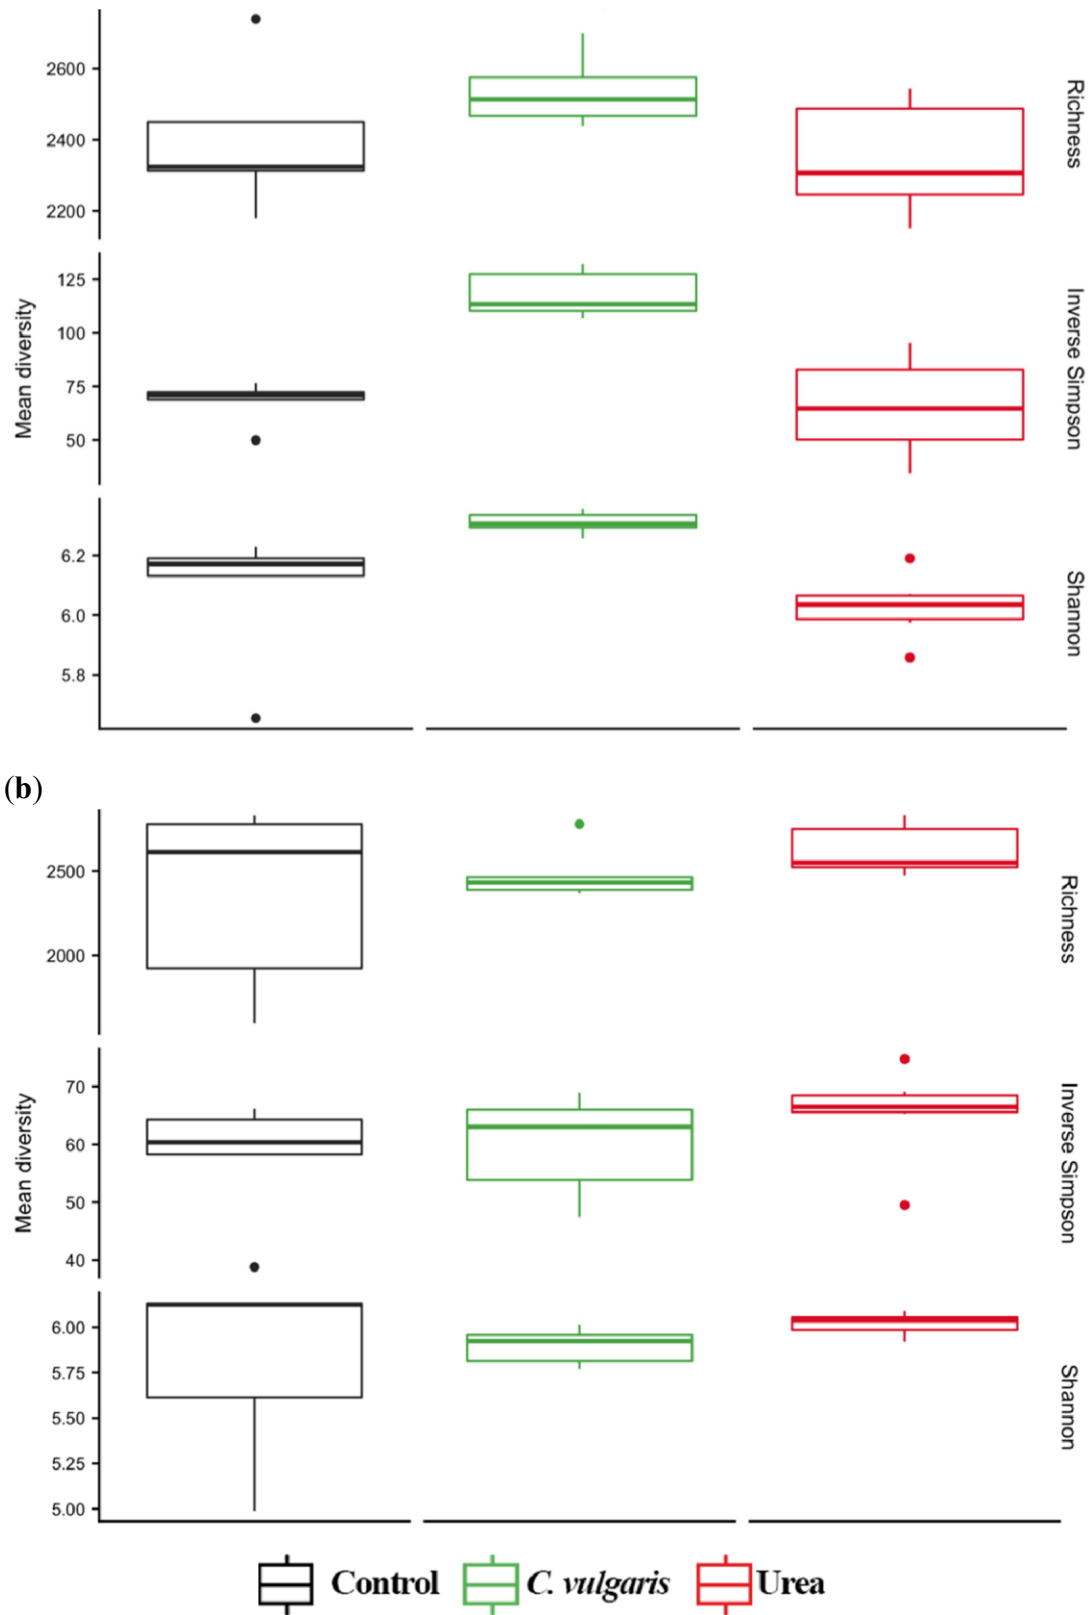 2600
2400
2200
Richness
125
100
75
50
Inverse Simpson
Mean diversity
6.2
6.0
5.8
Shannon
(b)
2500
2000
Richness
70
60
50
40
Inverse Simpson
Mean diversity
6.00
5.75
5.50
5.25
5.00
Shannon
Control C. vulgaris Urea